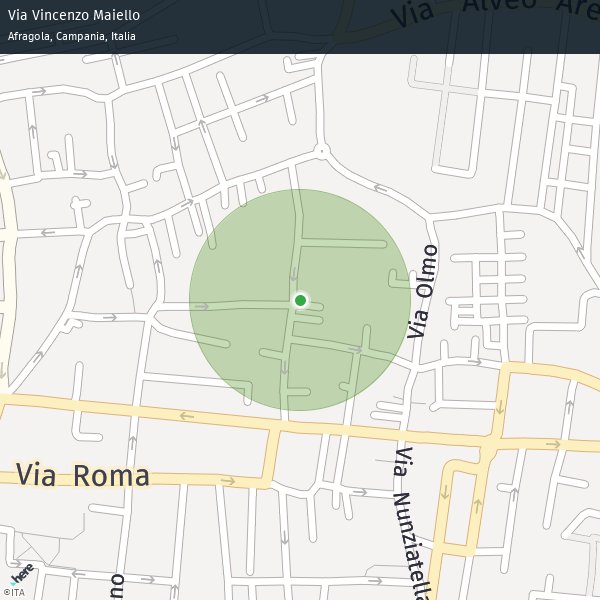 Via Vincenzo Maiello
Afragola, Campania, Italia
Via Alveo Are
Via Olmo
Via Roma
Via Nunziatella
no
here
©ITA